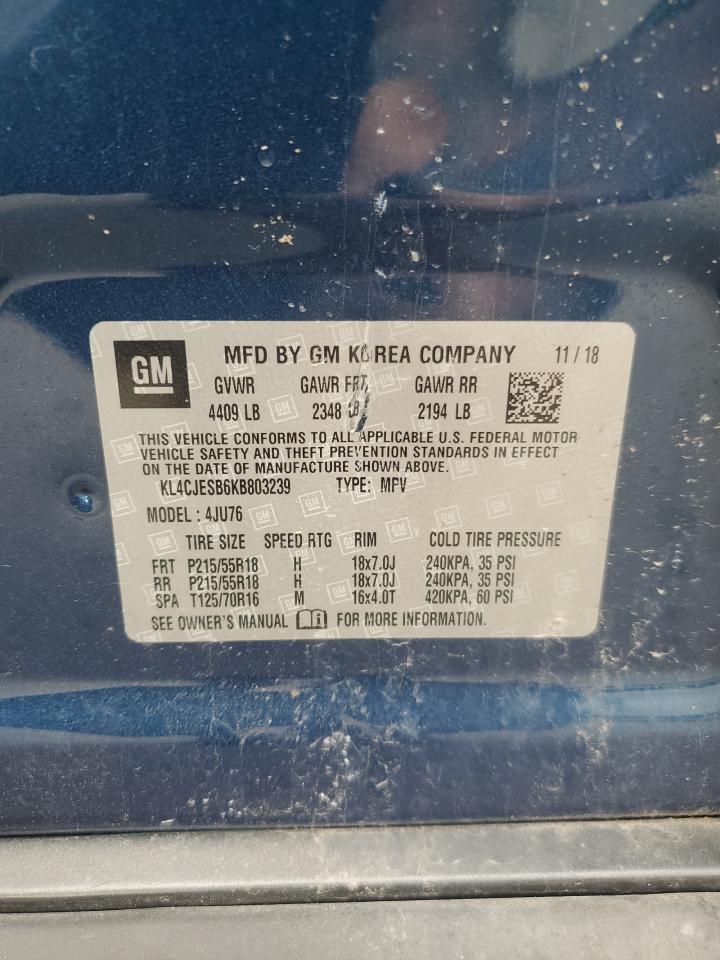 GM MFD BY GM KOREA COMPANY 11 / 18
GVWR GAWR FRT GAWR RR
4409 LB 2348 LB 2194 LB
THIS VEHICLE CONFORMS TO ALL APPLICABLE U.S. FEDERAL MOTOR
VEHICLE SAFETY AND THEFT PREVENTION STANDARDS IN EFFECT
ON THE DATE OF MANUFACTURE SHOWN ABOVE.
KL4CJESB6KB803239 TYPE: MPV
MODEL : 4JU76
TIRE SIZE SPEED RTG RIM COLD TIRE PRESSURE
FRT P215/55R18 H 18x7.0J 240KPA, 35 PSI
RR P215/55R18 H 18x7.0J 240KPA, 35 PSI
SPA T125/70R16 M 16x4.0T 420KPA, 60 PSI
SEE OWNER'S MANUAL FOR MORE INFORMATION.